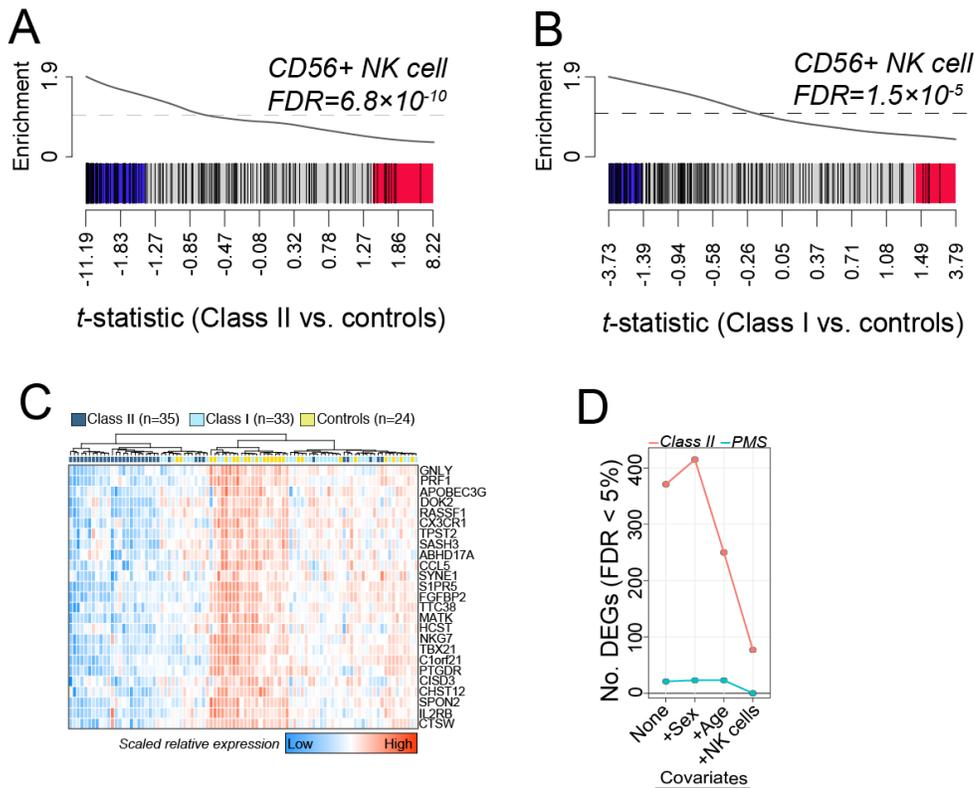 A
Enrichment
1.9
0
CD56+ NK cell
FDR=6.8×10-10
-11.19
-1.83
-1.27
-0.85
-0.47
-0.08
0.32
0.78
1.27
1.86
8.22
t-statistic (Class II vs. controls)
B
Enrichment
1.9
0
CD56+ NK cell
FDR=1.5×10-5
-3.73
-1.39
-0.94
-0.58
-0.26
0.05
0.37
0.71
1.08
1.49
3.79
t-statistic (Class I vs. controls)
C
Class II (n=35) Class I (n=33) Controls (n=24)
GNLY
PRF1
APOBEC3G
DOK2
RASSF1
CX3CR1
TPST2
SASH3
ABHD17A
CCL5
SYNE1
S1PR5
FGFBP2
TTC38
MATK
HCST
NKG7
TBX21
C1orf21
PTGDR
CISD3
CHST12
SPON2
IL2RB
CTSW
Scaled relative expression Low High
D
Class II PMS
No. DEGs (FDR < 5%)
400
300
200
100
0
None
+Sex
+Age
+NK cells
Covariates